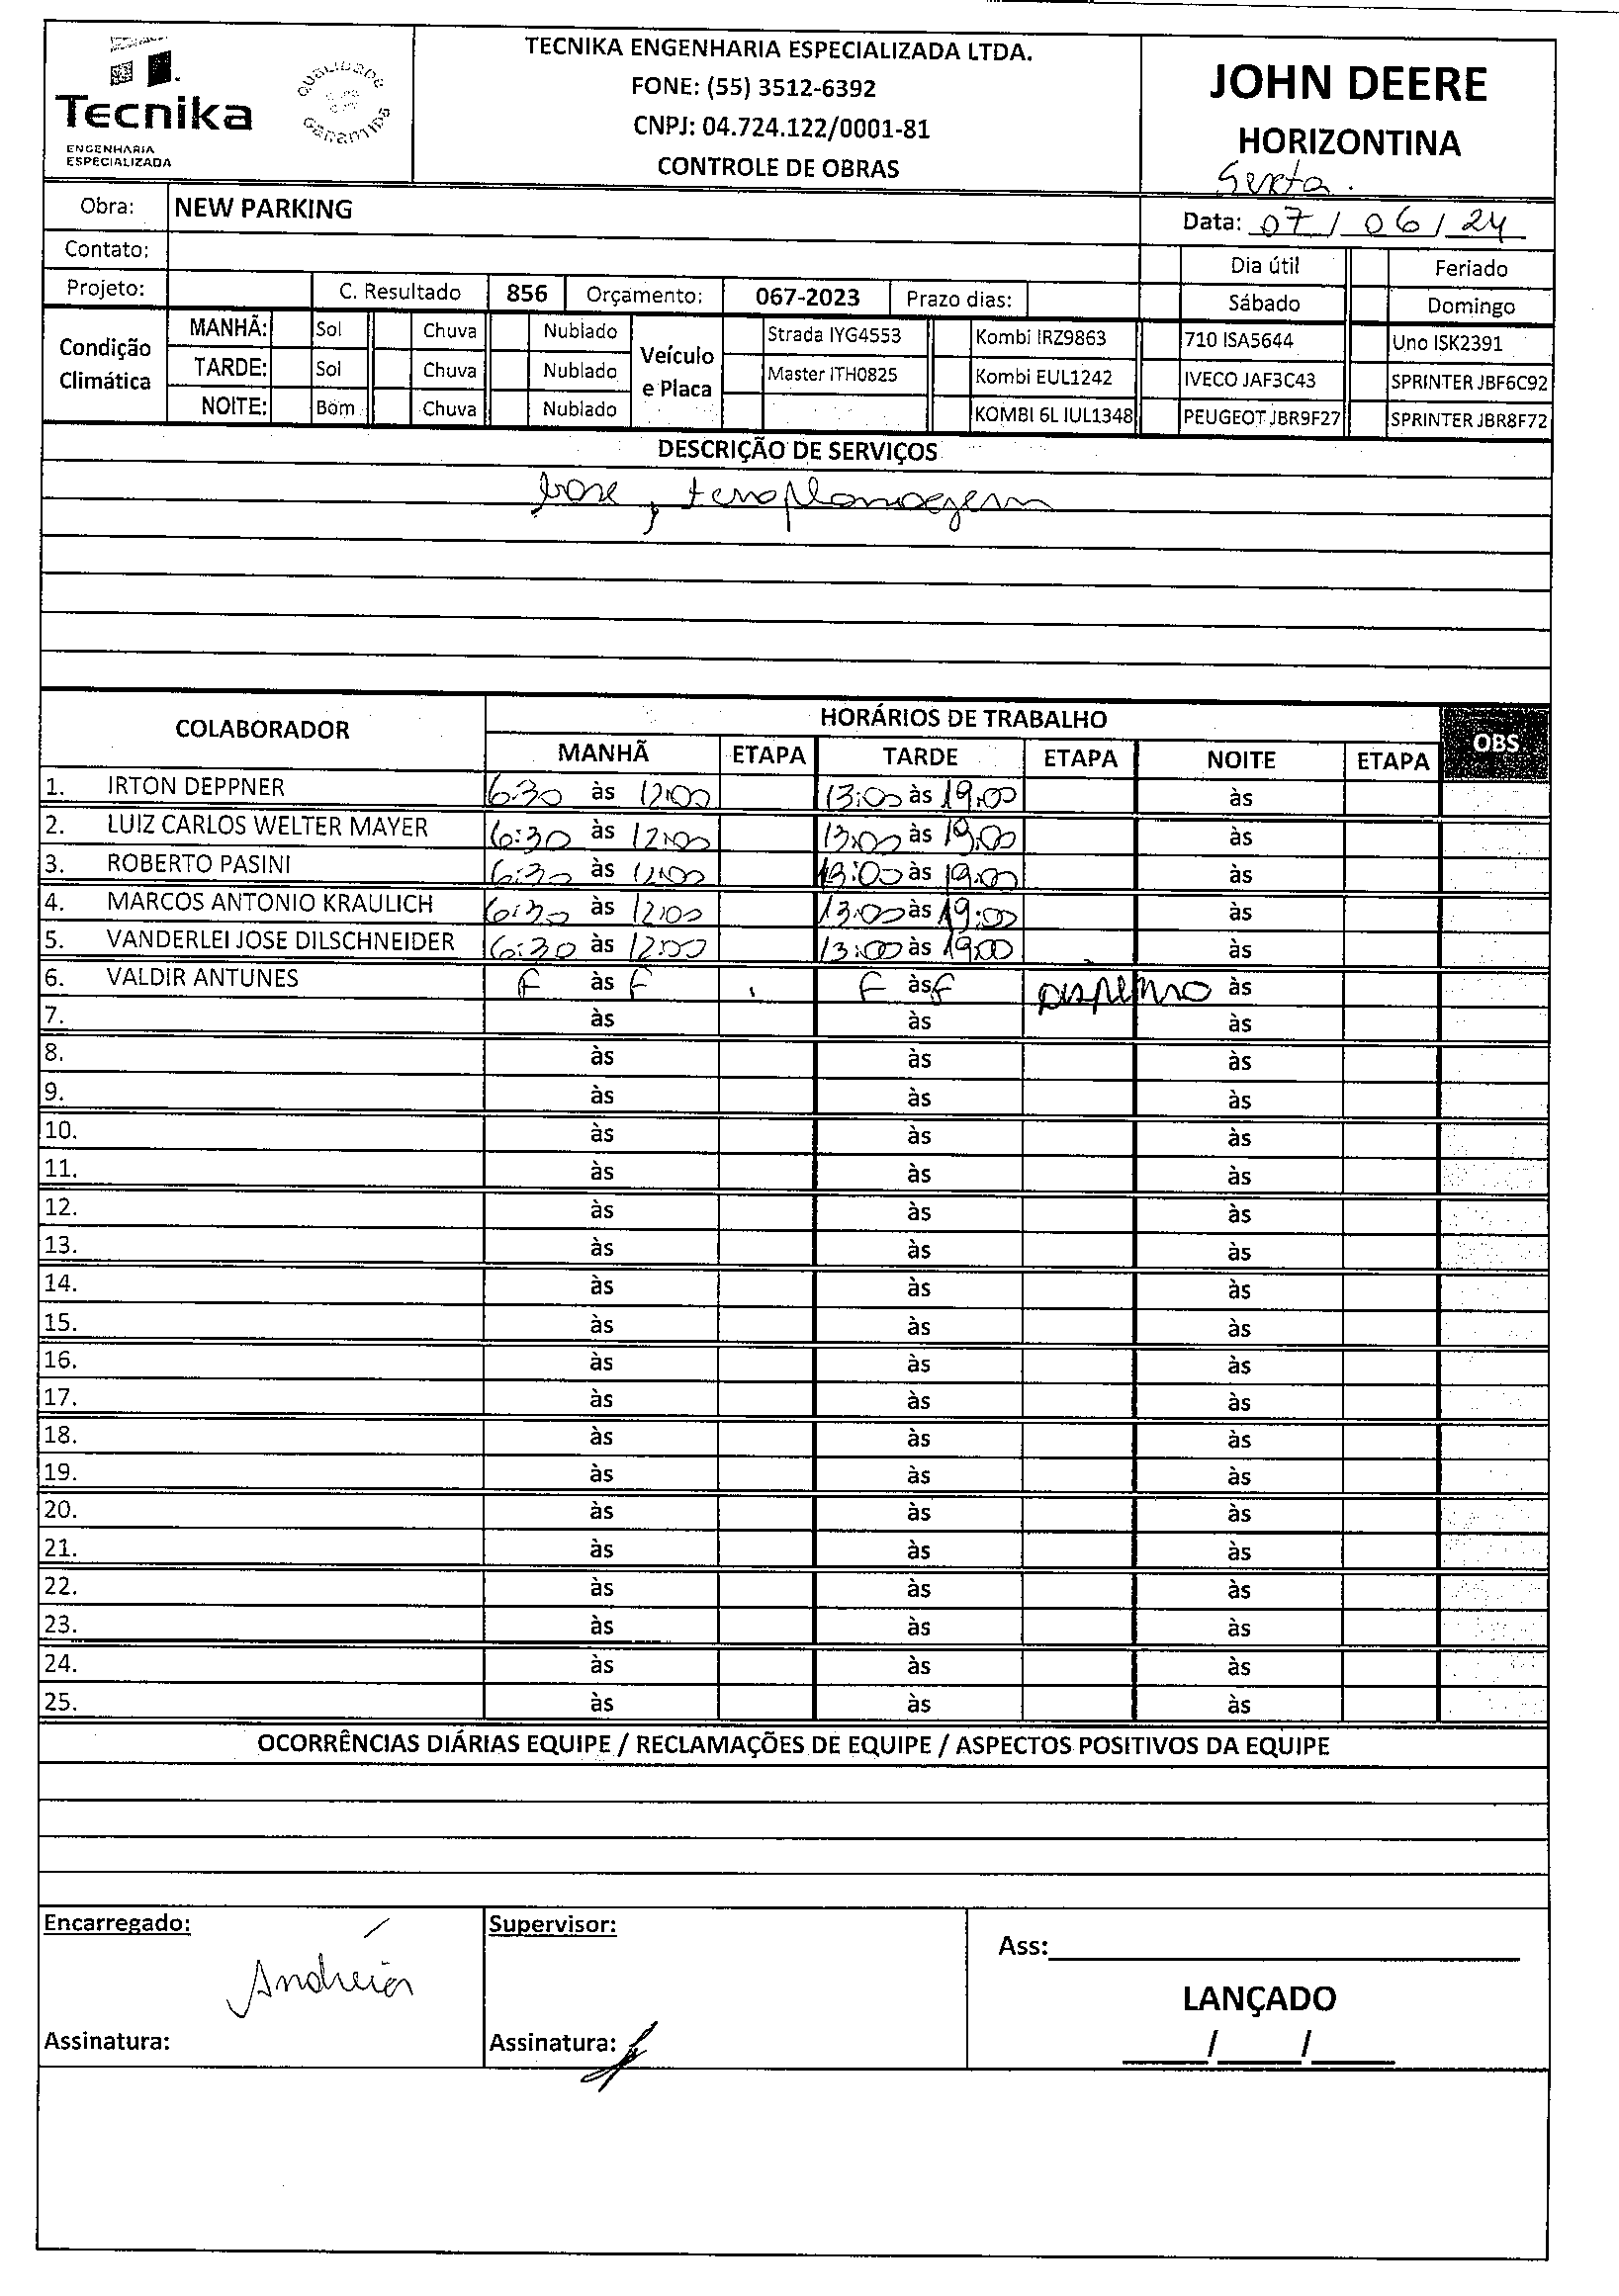 Tecnika
ENGENHARIA
ESPECIALIZADA
QUALIDADE
TECNIKA ENGENHARIA ESPECIALIZADA LTDA.
FONE: (55) 3512-6392
CNPJ: 04.724.122/0001-81
CONTROLE DE OBRAS
JOHN DEERE
HORIZONTINA
Sexta.
Obra: NEW PARKING
Data: 07 / 06 / 24
Contato:
Dia útil Feriado
Projeto: C. Resultado 856 Orçamento: 067-2023 Prazo dias: Sábado Domingo
Condição Climática
MANHÃ: Sol Chuva Nublado
TARDE: Sol Chuva Nublado
NOITE: Bom Chuva Nublado
Veículo e Placa
Strada IYG4553 Kombi IRZ9863 710 ISA5644 Uno ISK2391
Master ITH0825 Kombi EUL1242 IVECO JAF3C43 SPRINTER JBF6C92
KOMBI 6L IUL1348 PEUGEOT JBR9F27 SPRINTER JBR8F72
DESCRIÇÃO DE SERVIÇOS
base, terraplanagem
COLABORADOR HORÁRIOS DE TRABALHO OBS
MANHÃ ETAPA TARDE ETAPA NOITE ETAPA
1. IRTON DEPPNER 6:30 às 12:00 13:00 às 19:00 às
2. LUIZ CARLOS WELTER MAYER 6:30 às 12:00 13:00 às 19:00 às
3. ROBERTO PASINI 6:30 às 12:00 13:00 às 19:00 às
4. MARCOS ANTONIO KRAULICH 6:30 às 12:00 13:00 às 19:00 às
5. VANDERLEI JOSE DILSCHNEIDER 6:30 às 12:00 13:00 às 19:00 às
6. VALDIR ANTUNES F às F F às F às
7. às às às
8. às às às
9. às às às
10. às às às
11. às às às
12. às às às
13. às às às
14. às às às
15. às às às
16. às às às
17. às às às
18. às às às
19. às às às
20. às às às
21. às às às
22. às às às
23. às às às
24. às às às
25. às às às
OCORRÊNCIAS DIÁRIAS EQUIPE / RECLAMAÇÕES DE EQUIPE / ASPECTOS POSITIVOS DA EQUIPE
Encarregado: Supervisor:
Ass:
Andréia
LANÇADO
Assinatura: Assinatura:
/ /